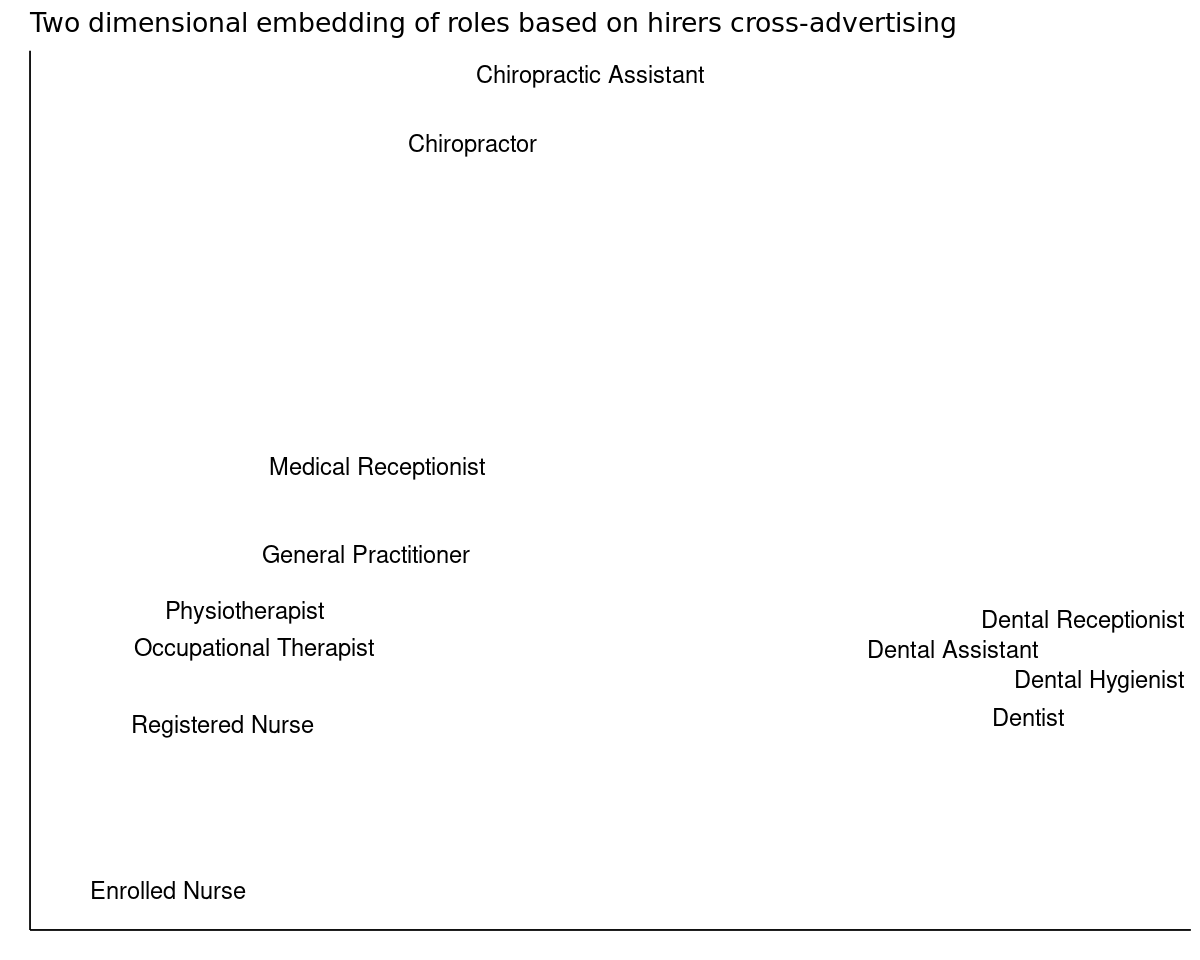 Two dimensional embedding of roles based on hirers cross-advertising
Chiropractic Assistant
Chiropractor
Medical Receptionist
General Practitioner
Physiotherapist
Dental Receptionist
Occupational Therapist
Dental Assistant
Dental Hygienist
Dentist
Registered Nurse
Enrolled Nurse